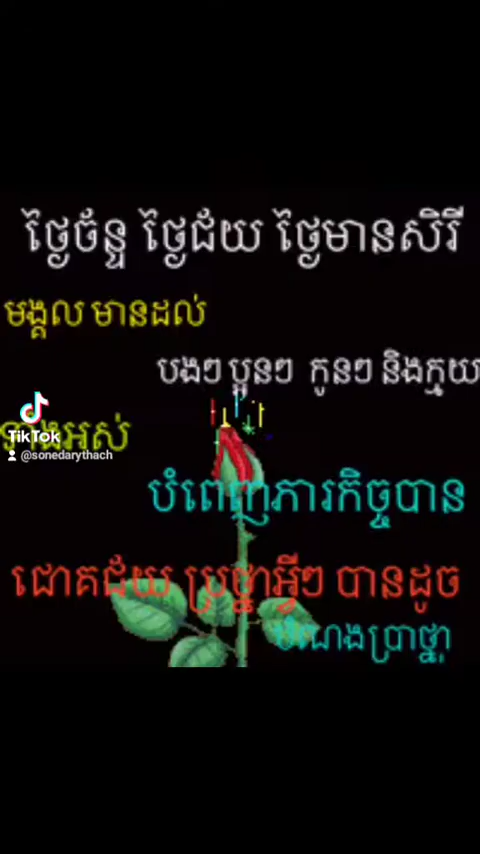 ថ្ងៃច័ន្ទ ថ្ងៃជ័យ ថ្ងៃមានសិរី
មង្គល មានដល់
បងៗ ប្អូនៗ កូនៗ និងក្មួយ
ទាំងអស់
TikTok
@sonedarythach
បំពេញភារកិច្ចបាន
ជោគជ័យ ប្រថ្នាអ្វីៗ បានដូច
បំណងប្រាថ្នា